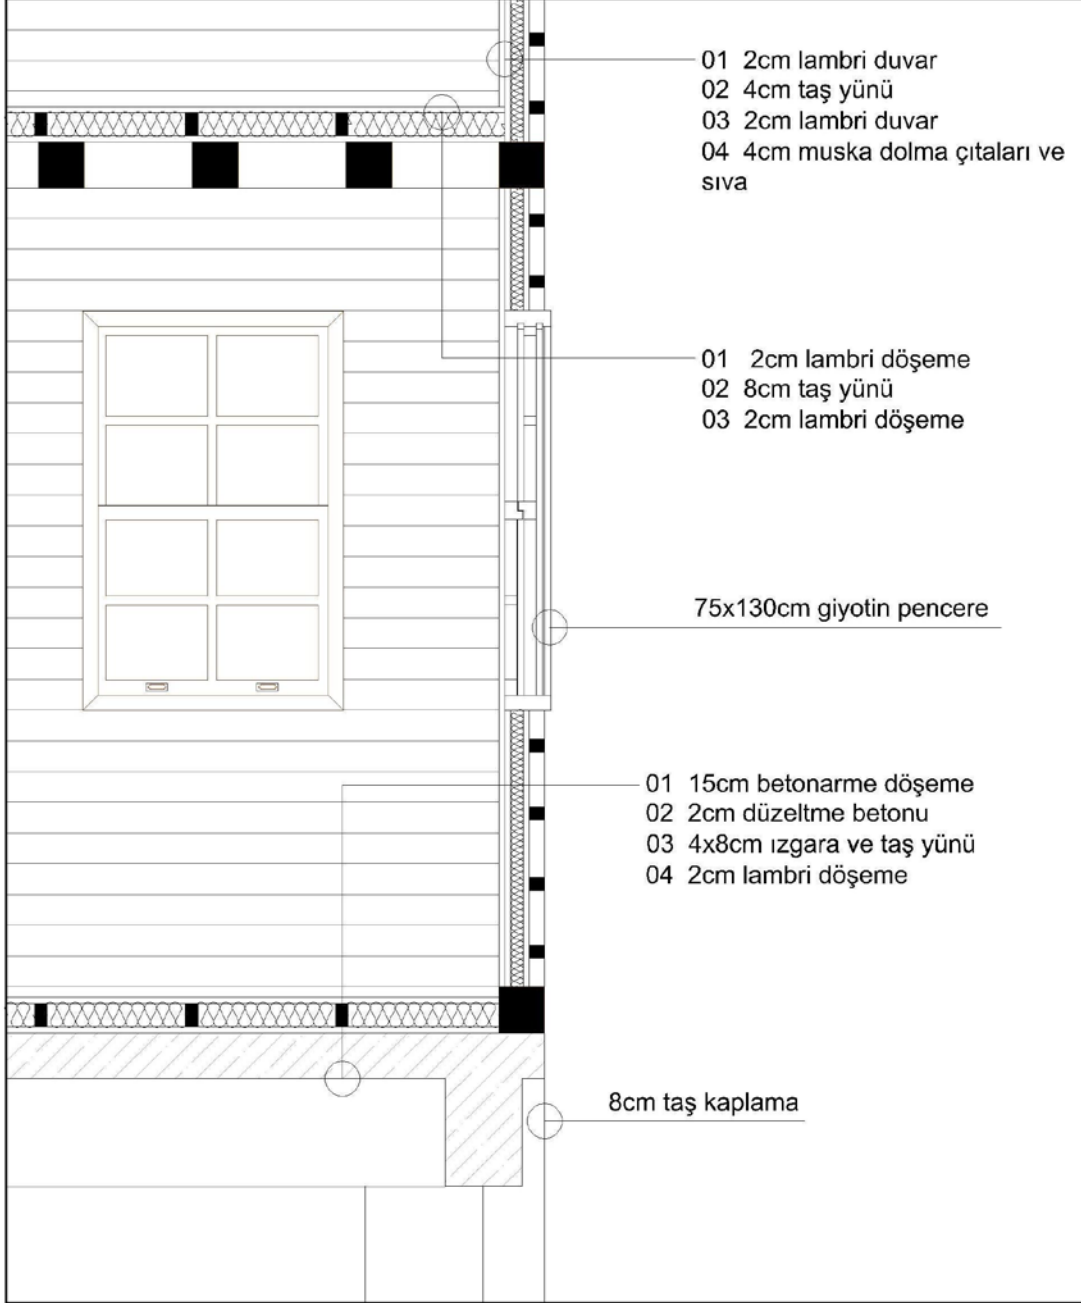 01 2cm lambri duvar
02 4cm taş yünü
03 2cm lambri duvar
04 4cm muska dolma çıtaları ve
sıva
01 2cm lambri döşeme
02 8cm taş yünü
03 2cm lambri döşeme
75x130cm giyotin pencere
01 15cm betonarme döşeme
02 2cm düzeltme betonu
03 4x8cm ızgara ve taş yünü
04 2cm lambri döşeme
8cm taş kaplama